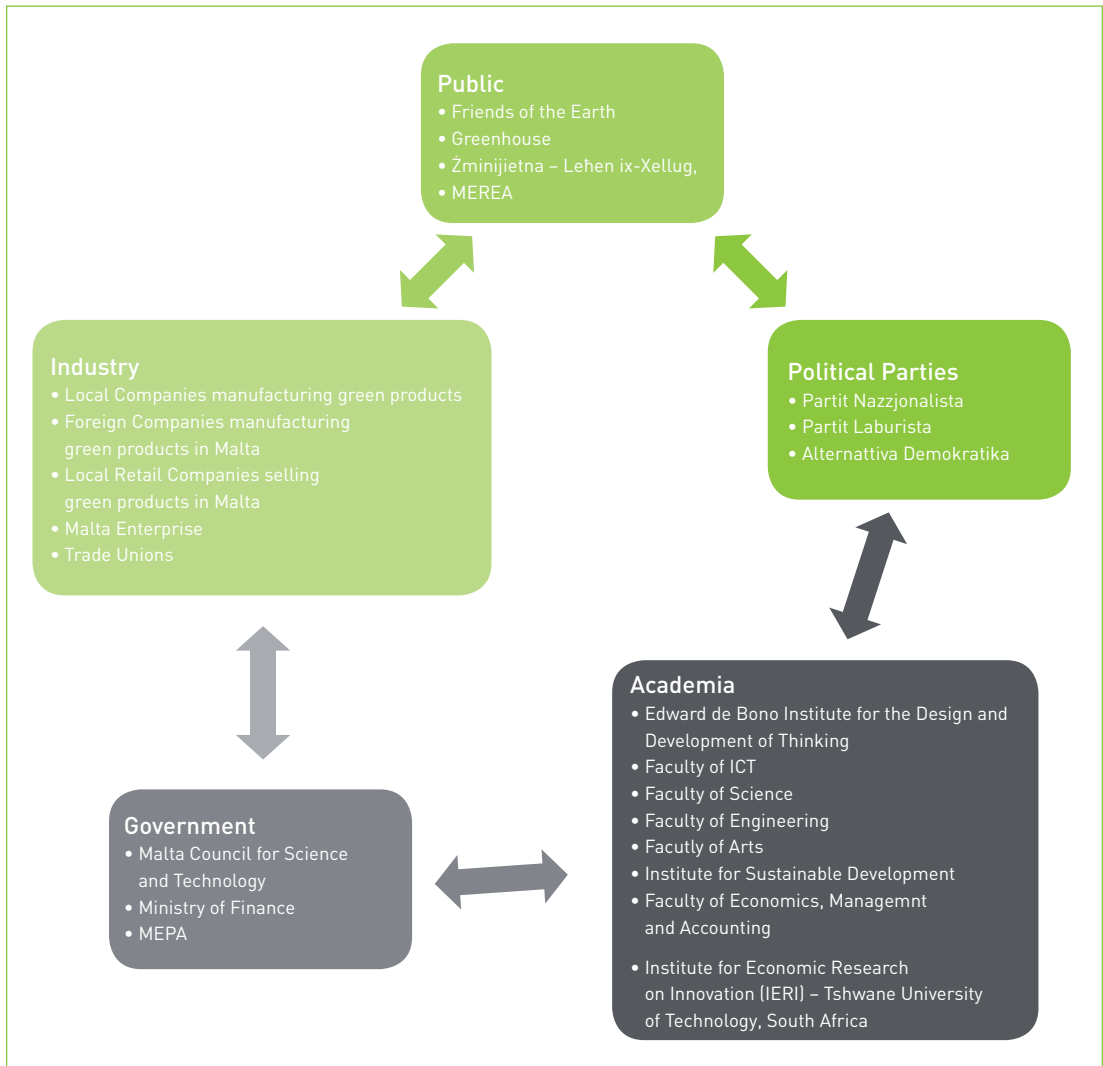 Public
• Friends of the Earth
• Greenhouse
• Żminijietna – Leħen ix-Xellug,
• MEREA
Industry
• Local Companies manufacturing green products
• Foreign Companies manufacturing
green products in Malta
• Local Retail Companies selling
green products in Malta
• Malta Enterprise
• Trade Unions
Political Parties
• Partit Nazzjonalista
• Partit Laburista
• Alternattiva Demokratika
Government
• Malta Council for Science
and Technology
• Ministry of Finance
• MEPA
Academia
• Edward de Bono Institute for the Design and
Development of Thinking
• Faculty of ICT
• Faculty of Science
• Faculty of Engineering
• Facutly of Arts
• Institute for Sustainable Development
• Faculty of Economics, Managemnt
and Accounting
• Institute for Economic Research
on Innovation (IERI) – Tshwane University
of Technology, South Africa